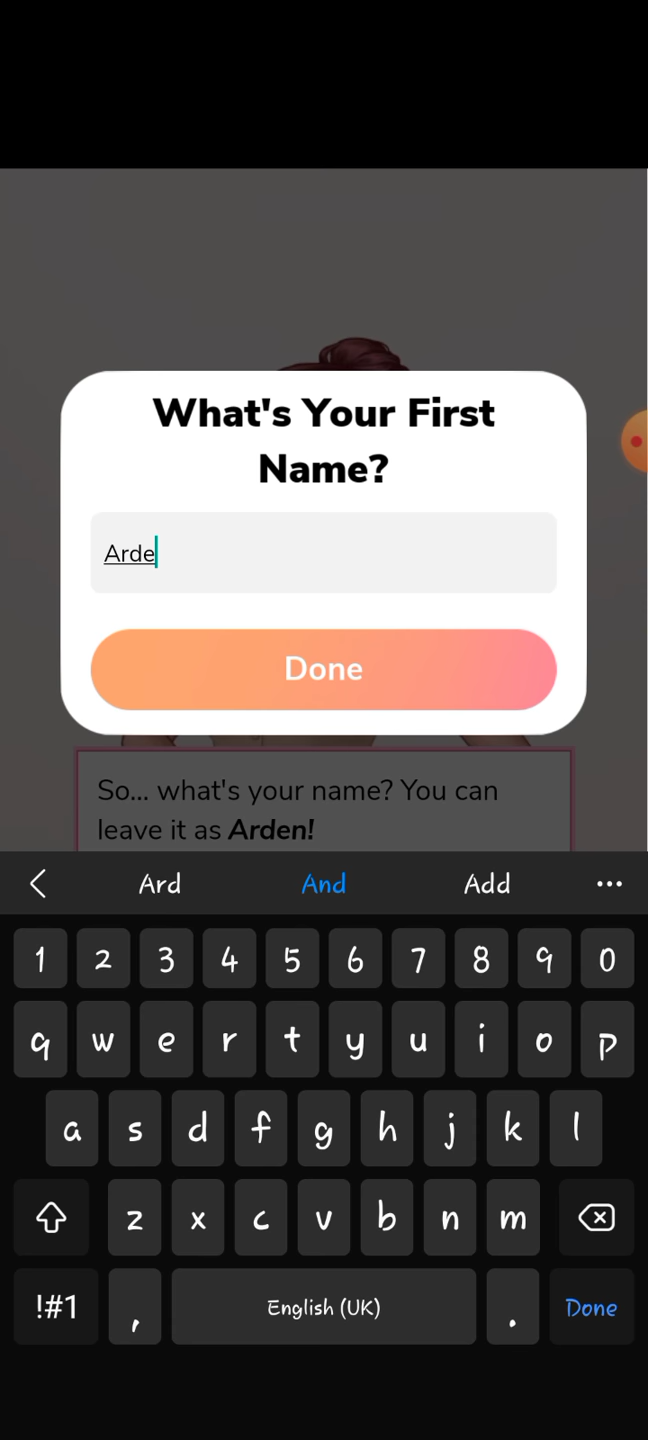 What's Your First
Name?
Arde
Done
So... what's your name? You can
leave it as Arden!
Ard And Add
1 2 3 4 5 6 7 8 9 0
q w e r t y u i o p
a s d f g h j k l
z x c v b n m
!#1 , English (UK) . Done